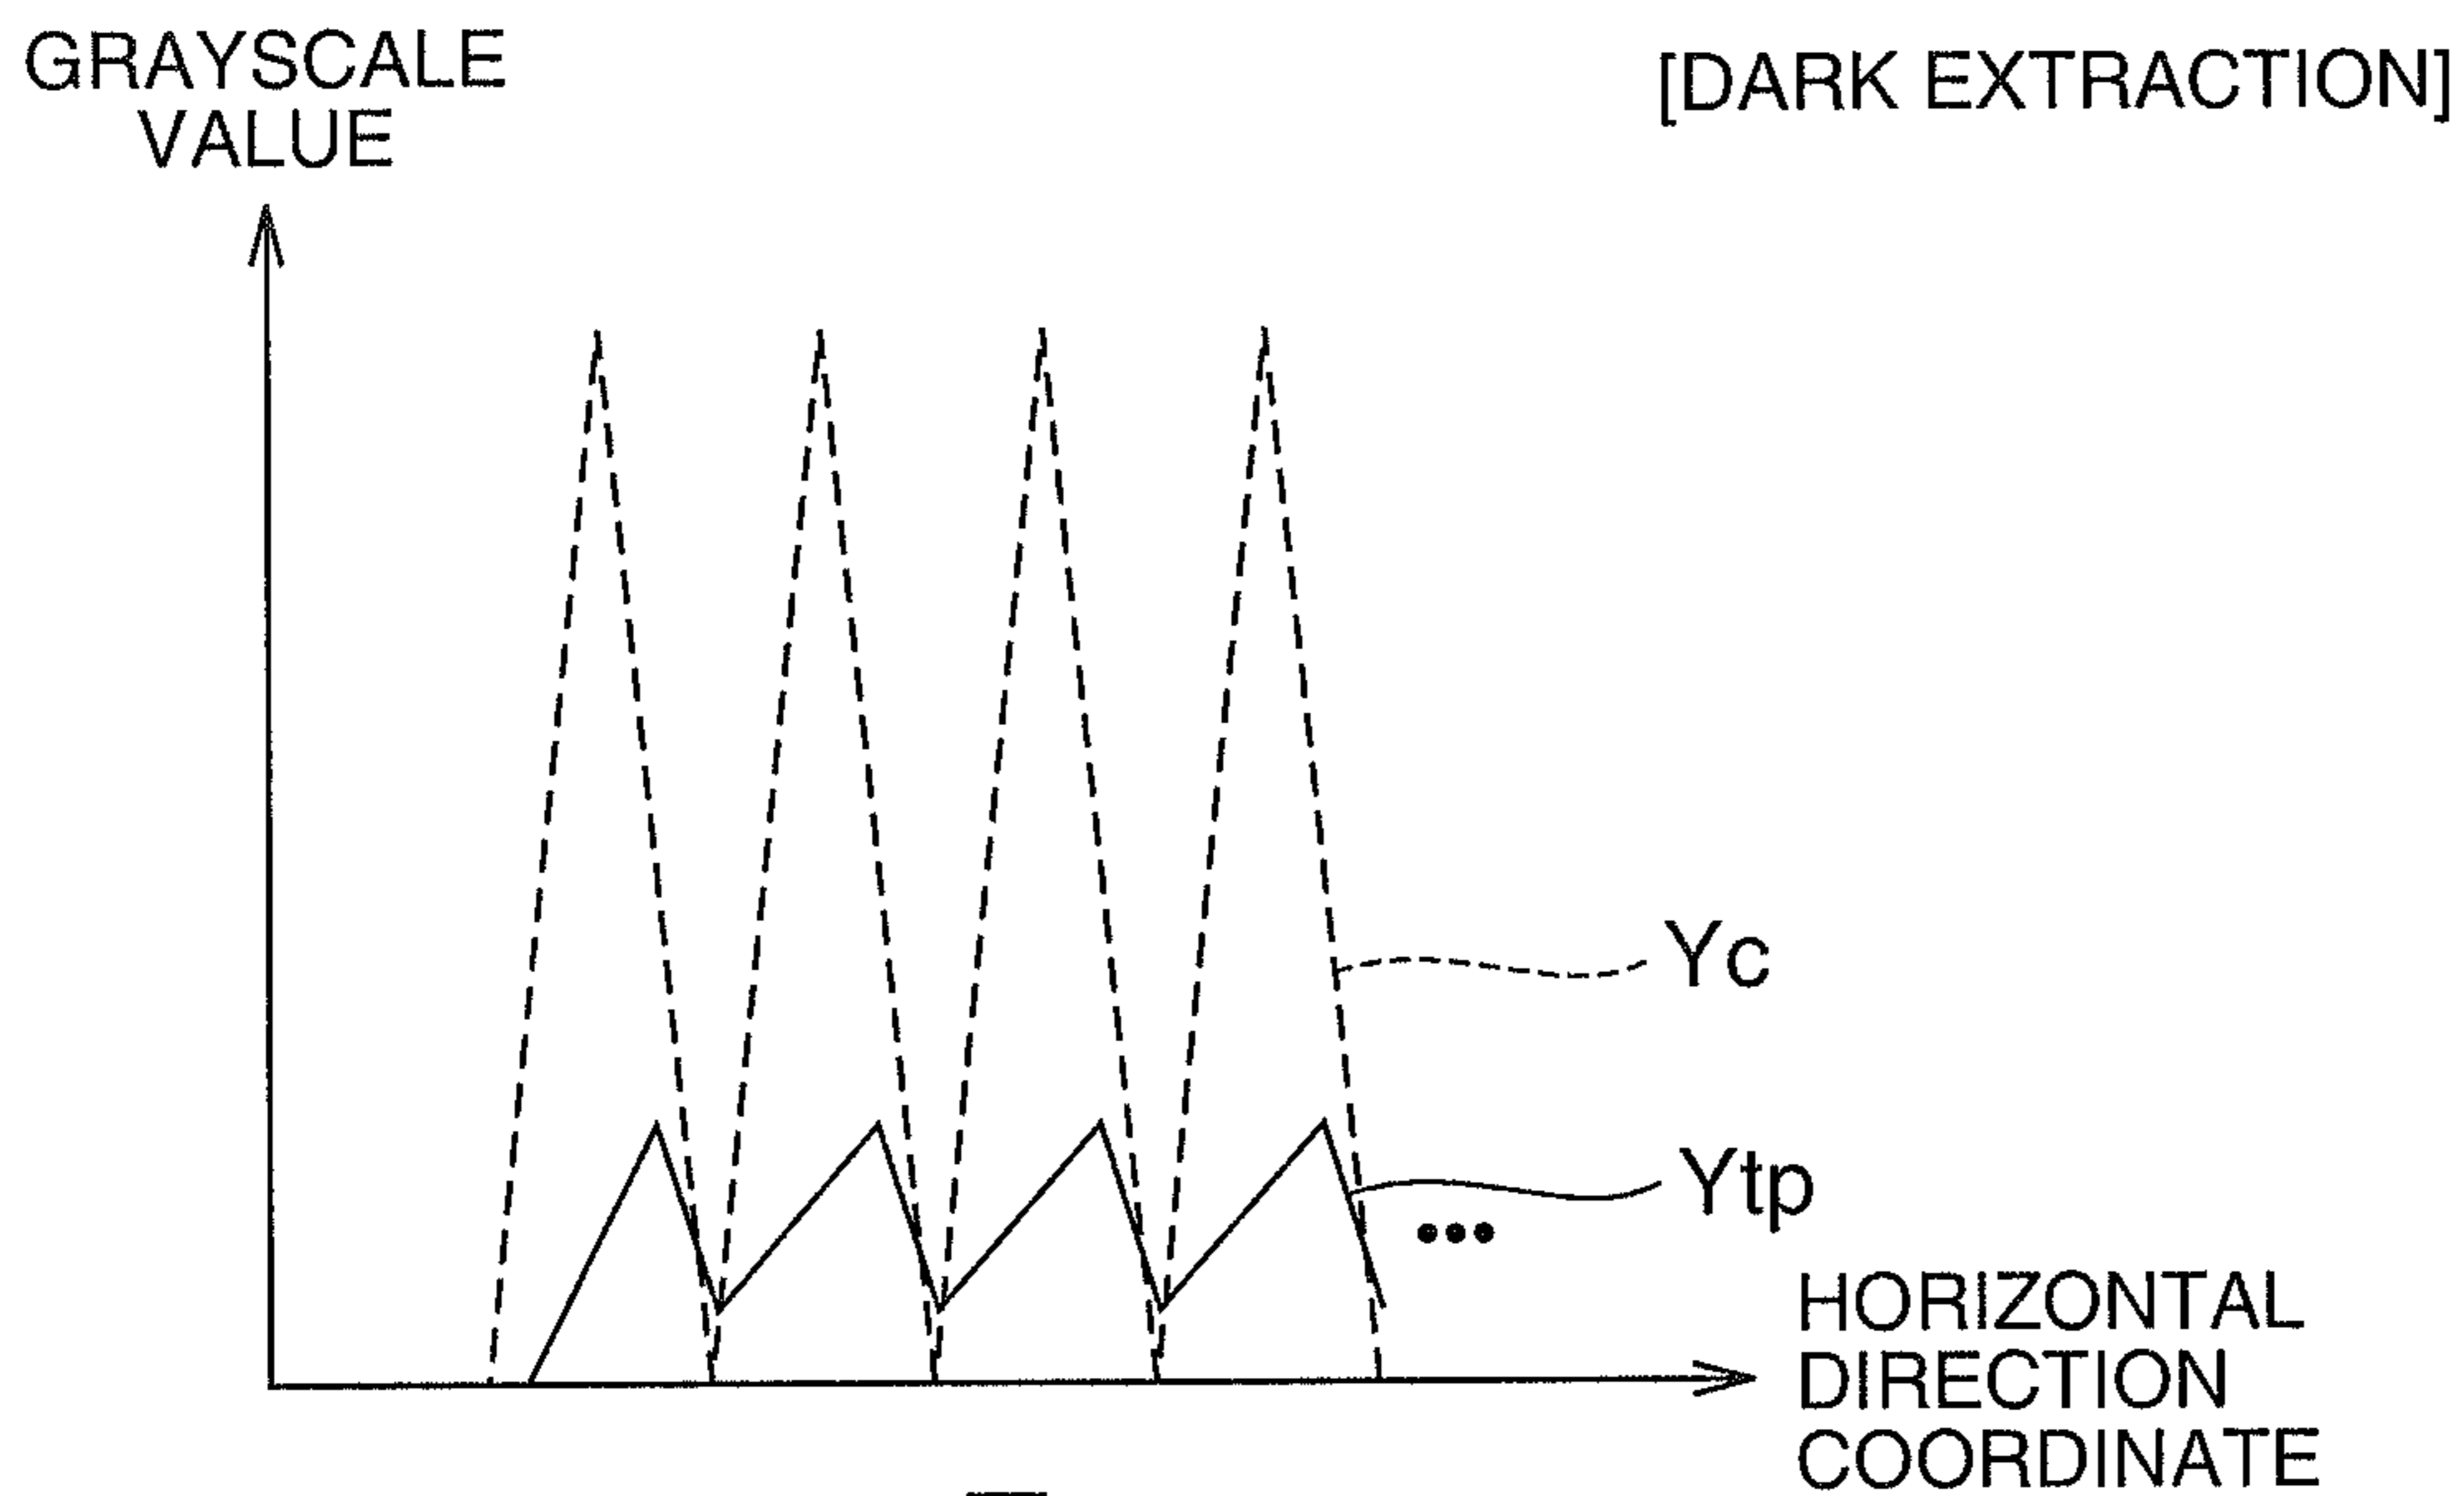 GRAYSCALE
VALUE
[DARK EXTRACTION]
Yc
Ytp
HORIZONTAL
DIRECTION
COORDINATE